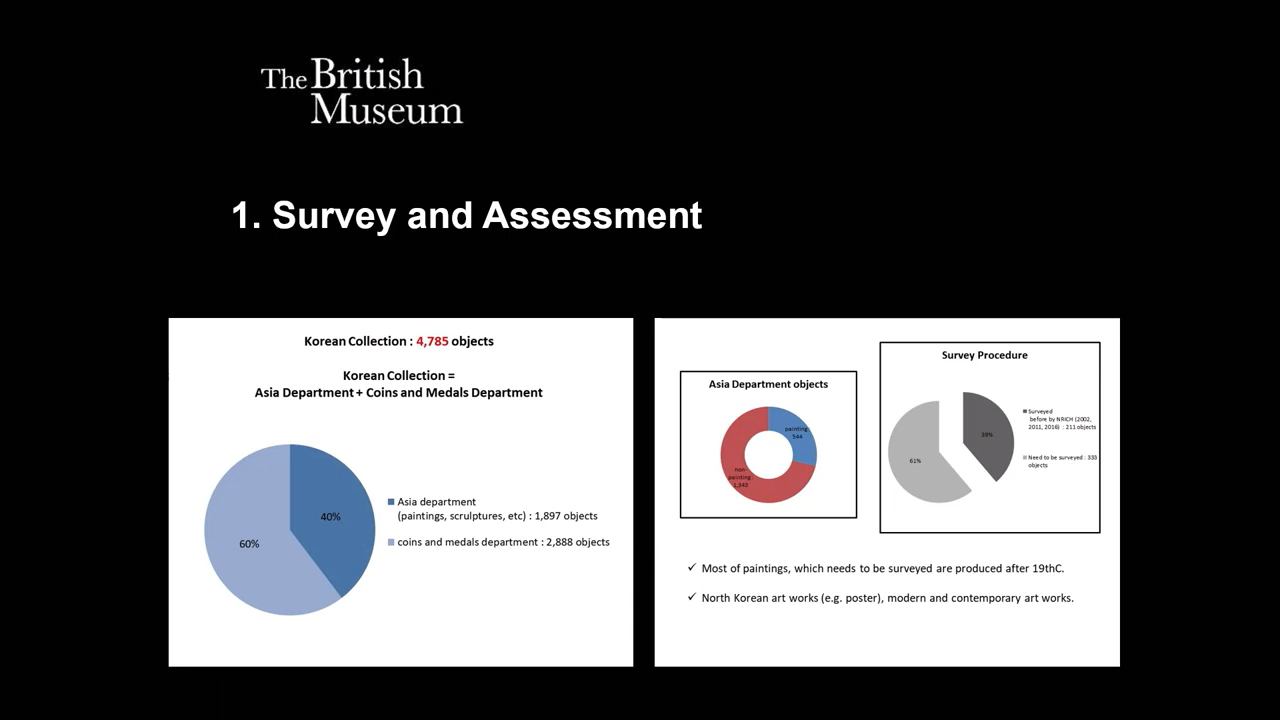 The British
Museum
1. Survey and Assessment
Korean Collection : 4,785 objects
Korean Collection =
Asia Department + Coins and Medals Department
40%
60%
Asia department
(paintings, scrulptures, etc) : 1,897 objects
coins and medals department : 2,888 objects
Asia Department objects
painting
544
non-
painting :
1,343
Survey Procedure
39%
61%
Surveyed
before by NRICH (2002,
2011, 2016) : 211 objects
Need to be surveyed : 333
objects
✓ Most of paintings, which needs to be surveyed are produced after 19thC.
✓ North Korean art works (e.g. poster), modern and contemporary art works.